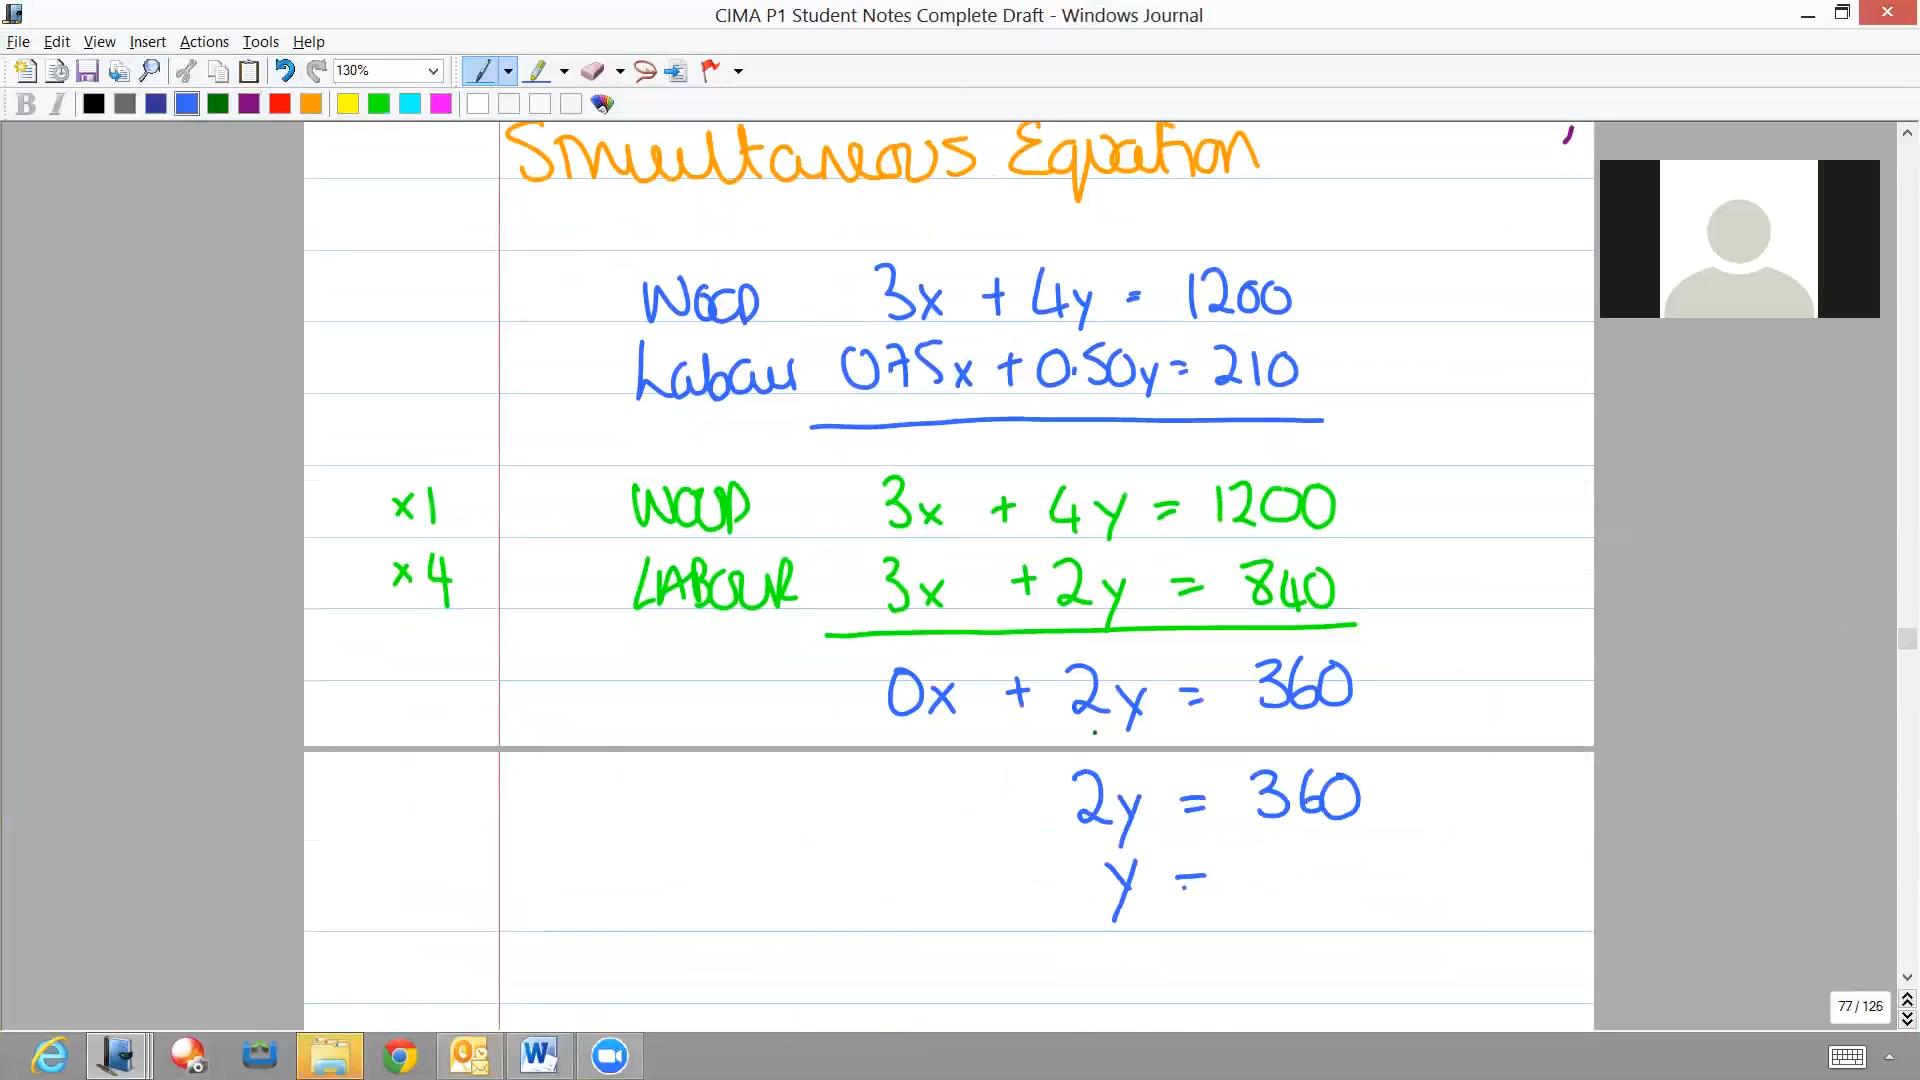 CIMA P1 Student Notes Complete Draft - Windows Journal
File Edit View Insert Actions Tools Help
130%
B I
Simultaneous Equation
WOOD 3x + 4y = 1200
Labour 075x + 0.50y = 210
x1 WOOD 3x + 4y = 1200
x4 LABOUR 3x + 2y = 840
0x + 2y = 360
2y = 360
y =
77 / 126